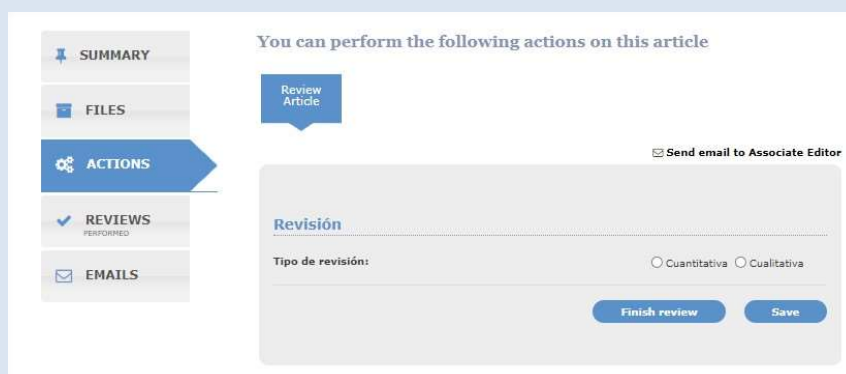 SUMMARY
FILES
ACTIONS
REVIEWS
PERFORMED
EMAILS
You can perform the following actions on this article
Review
Article
Send email to Associate Editor
Revisión
Tipo de revisión:
Cuantitativa Cualitativa
Finish review Save